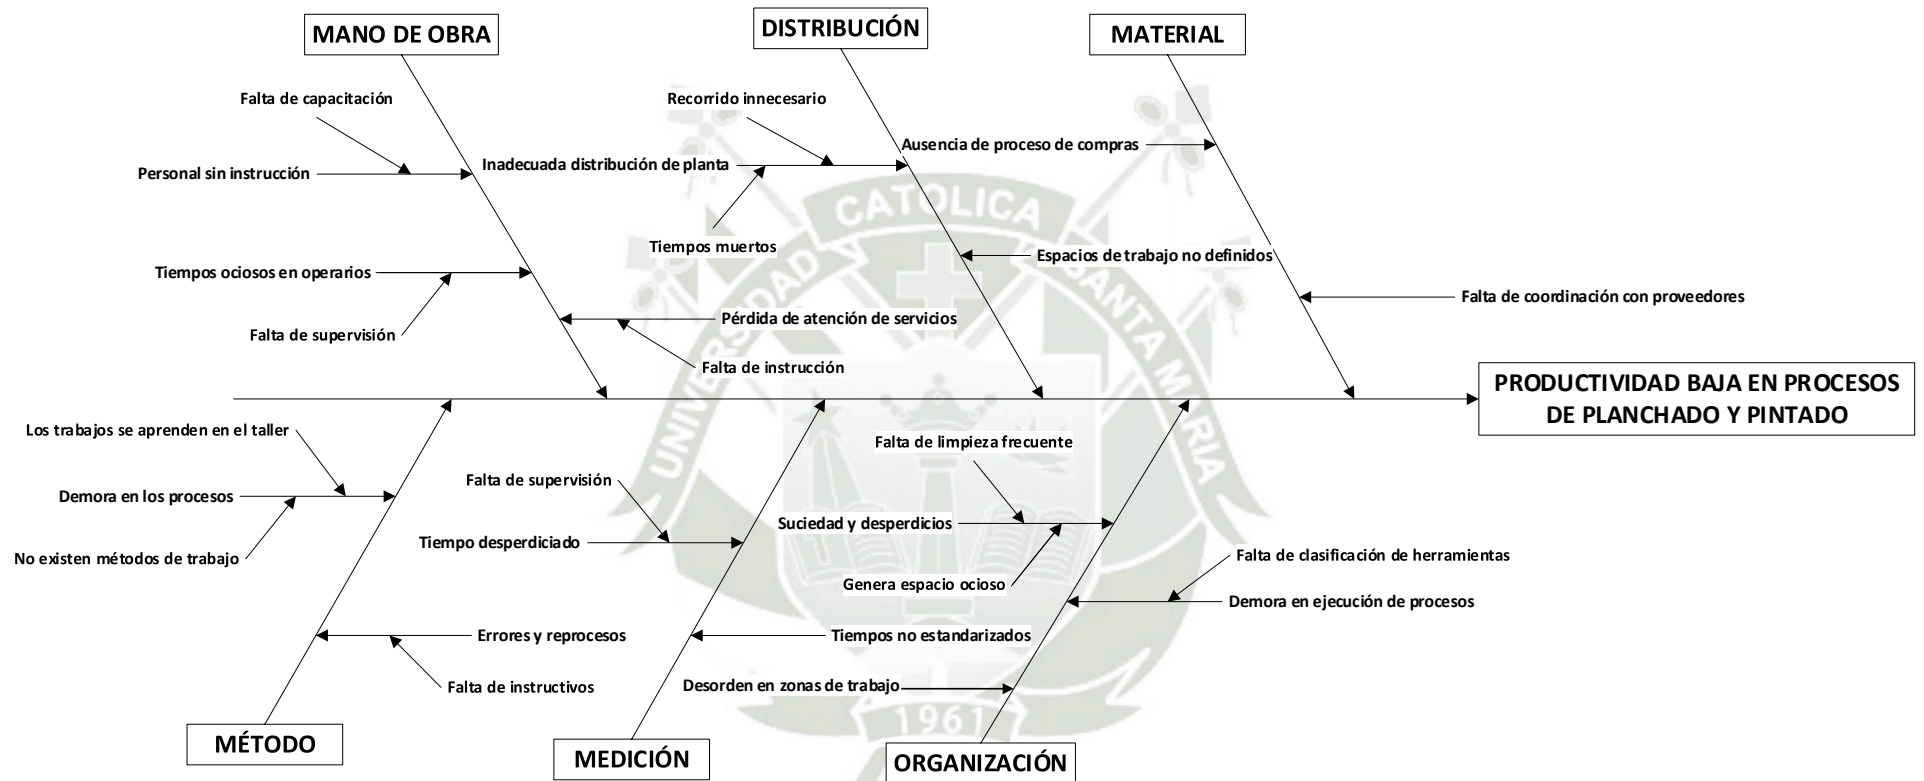 MANO DE OBRA
DISTRIBUCIÓN
MATERIAL
Falta de capacitación
Recorrido innecesario
Ausencia de proceso de compras
Personal sin instrucción
Inadecuada distribución de planta
Tiempos muertos
Espacios de trabajo no definidos
Tiempos ociosos en operarios
Falta de coordinación con proveedores
Falta de supervisión
Pérdida de atención de servicios
Falta de instrucción
PRODUCTIVIDAD BAJA EN PROCESOS
DE PLANCHADO Y PINTADO
Los trabajos se aprenden en el taller
Falta de limpieza frecuente
Demora en los procesos
Falta de supervisión
Suciedad y desperdicios
Tiempo desperdiciado
No existen métodos de trabajo
Falta de clasificación de herramientas
Genera espacio ocioso
Demora en ejecución de procesos
Errores y reprocesos
Tiempos no estandarizados
Falta de instructivos
Desorden en zonas de trabajo
MÉTODO
MEDICIÓN
ORGANIZACIÓN
UNIVERSIDAD CATOLICA SANTA MARIA
1961